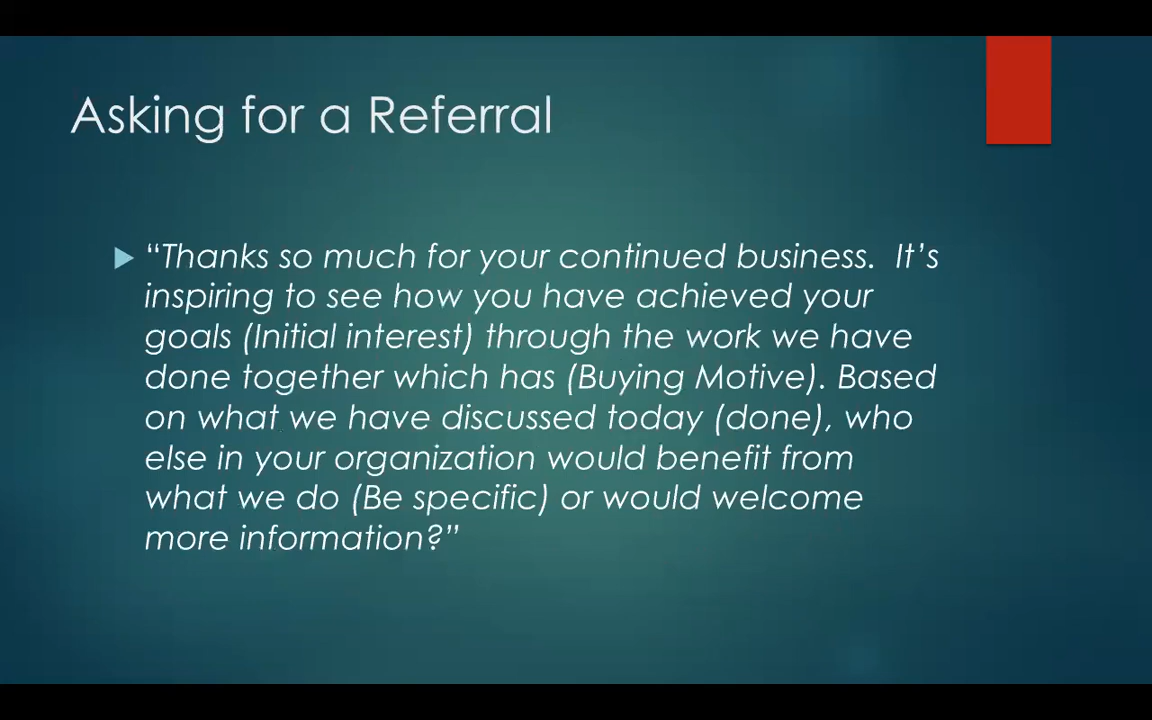 Asking for a Referral
“Thanks so much for your continued business.  It’s
inspiring to see how you have achieved your
goals (Initial interest) through the work we have
done together which has (Buying Motive). Based
on what we have discussed today (done), who
else in your organization would benefit from
what we do (Be specific) or would welcome
more information?”